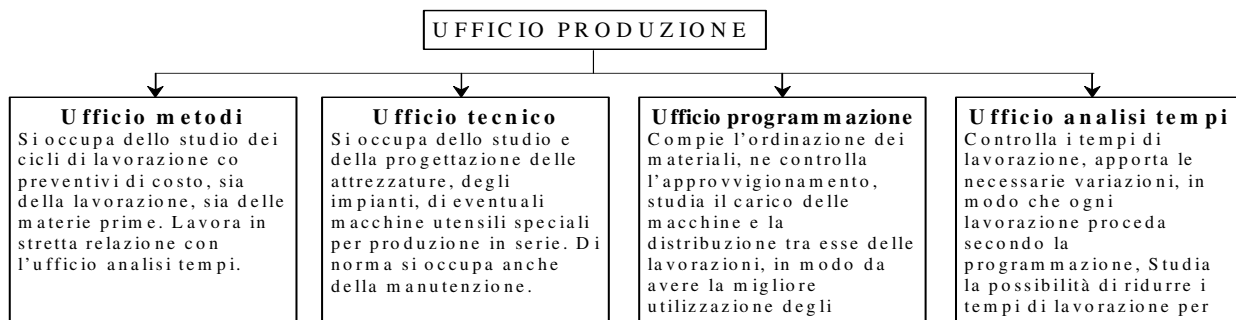 UFFICIO PRODUZIONE
Ufficio metodi
Si occupa dello studio dei
cicli di lavorazione co
preventivi di costo, sia
della lavorazione, sia delle
materie prime. Lavora in
stretta relazione con
l'ufficio analisi tempi.
Ufficio tecnico
Si occupa dello studio e
della progettazione delle
attrezzature, degli
impianti, di eventuali
macchine utensili speciali
per produzione in serie. Di
norma si occupa anche
della manutenzione.
Ufficio programmazione
Compie l'ordinazione dei
materiali, ne controlla
l'approvvigionamento,
studia il carico delle
macchine e la
distribuzione tra esse delle
lavorazioni, in modo da
avere la migliore
utilizzazione degli
Ufficio analisi tempi
Controlla i tempi di
lavorazione, apporta le
necessarie variazioni, in
modo che ogni
lavorazione proceda
secondo la
programmazione, Studia
la possibilità di ridurre i
tempi di lavorazione per